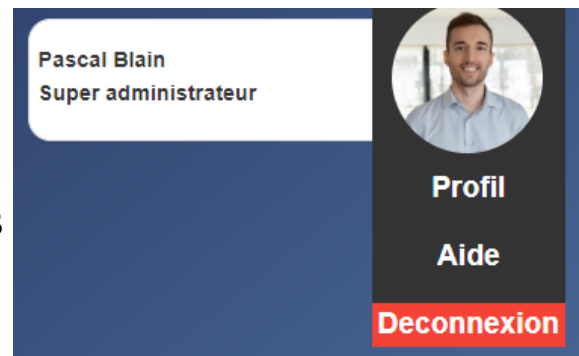 Pascal Blain
Super administrateur
Profil
Aide
Deconnexion